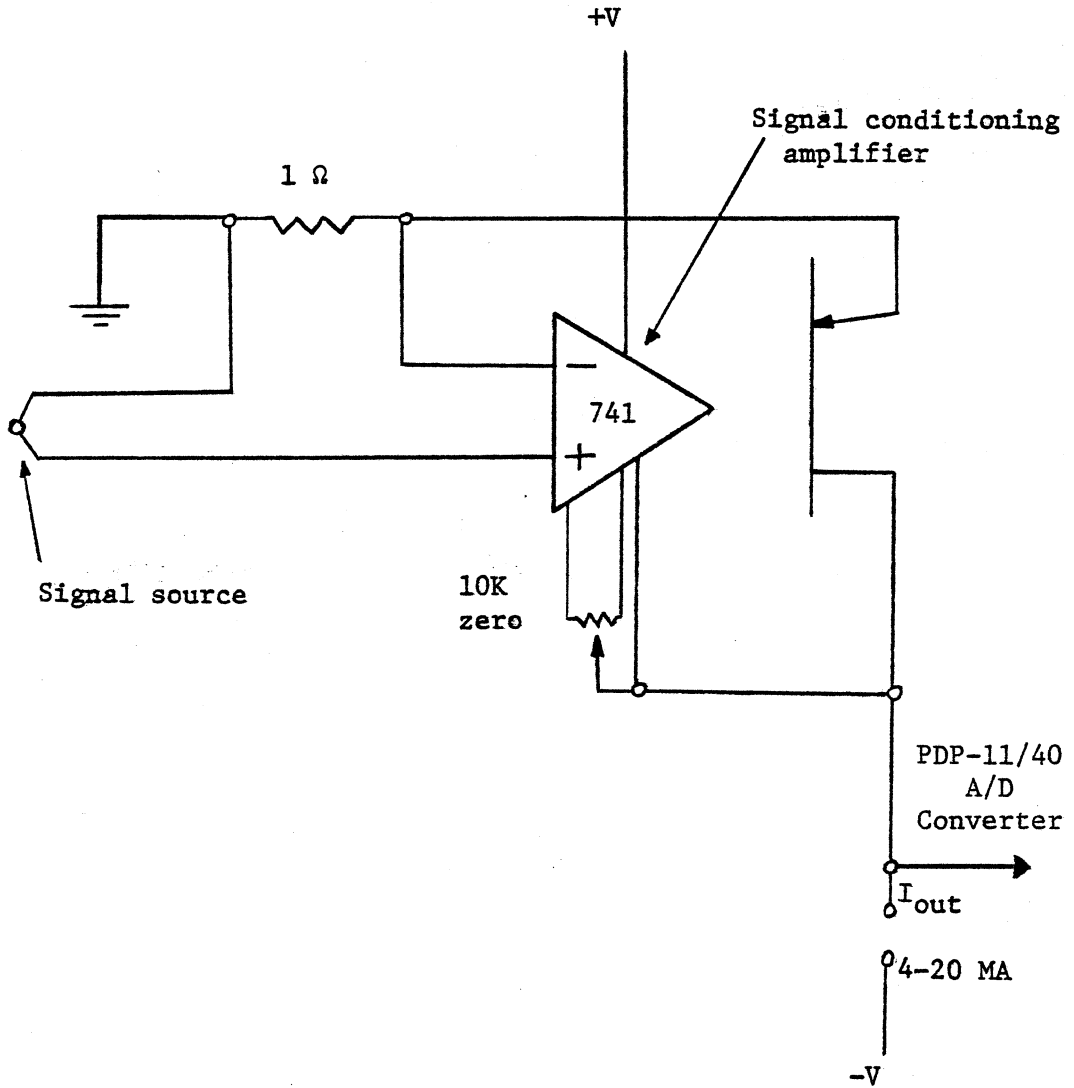 +V
Signal conditioning
amplifier
1 Ω
−
741
+
10K
zero
Signal source
PDP-11/40
A/D
Converter
Iout
4-20 MA
-V